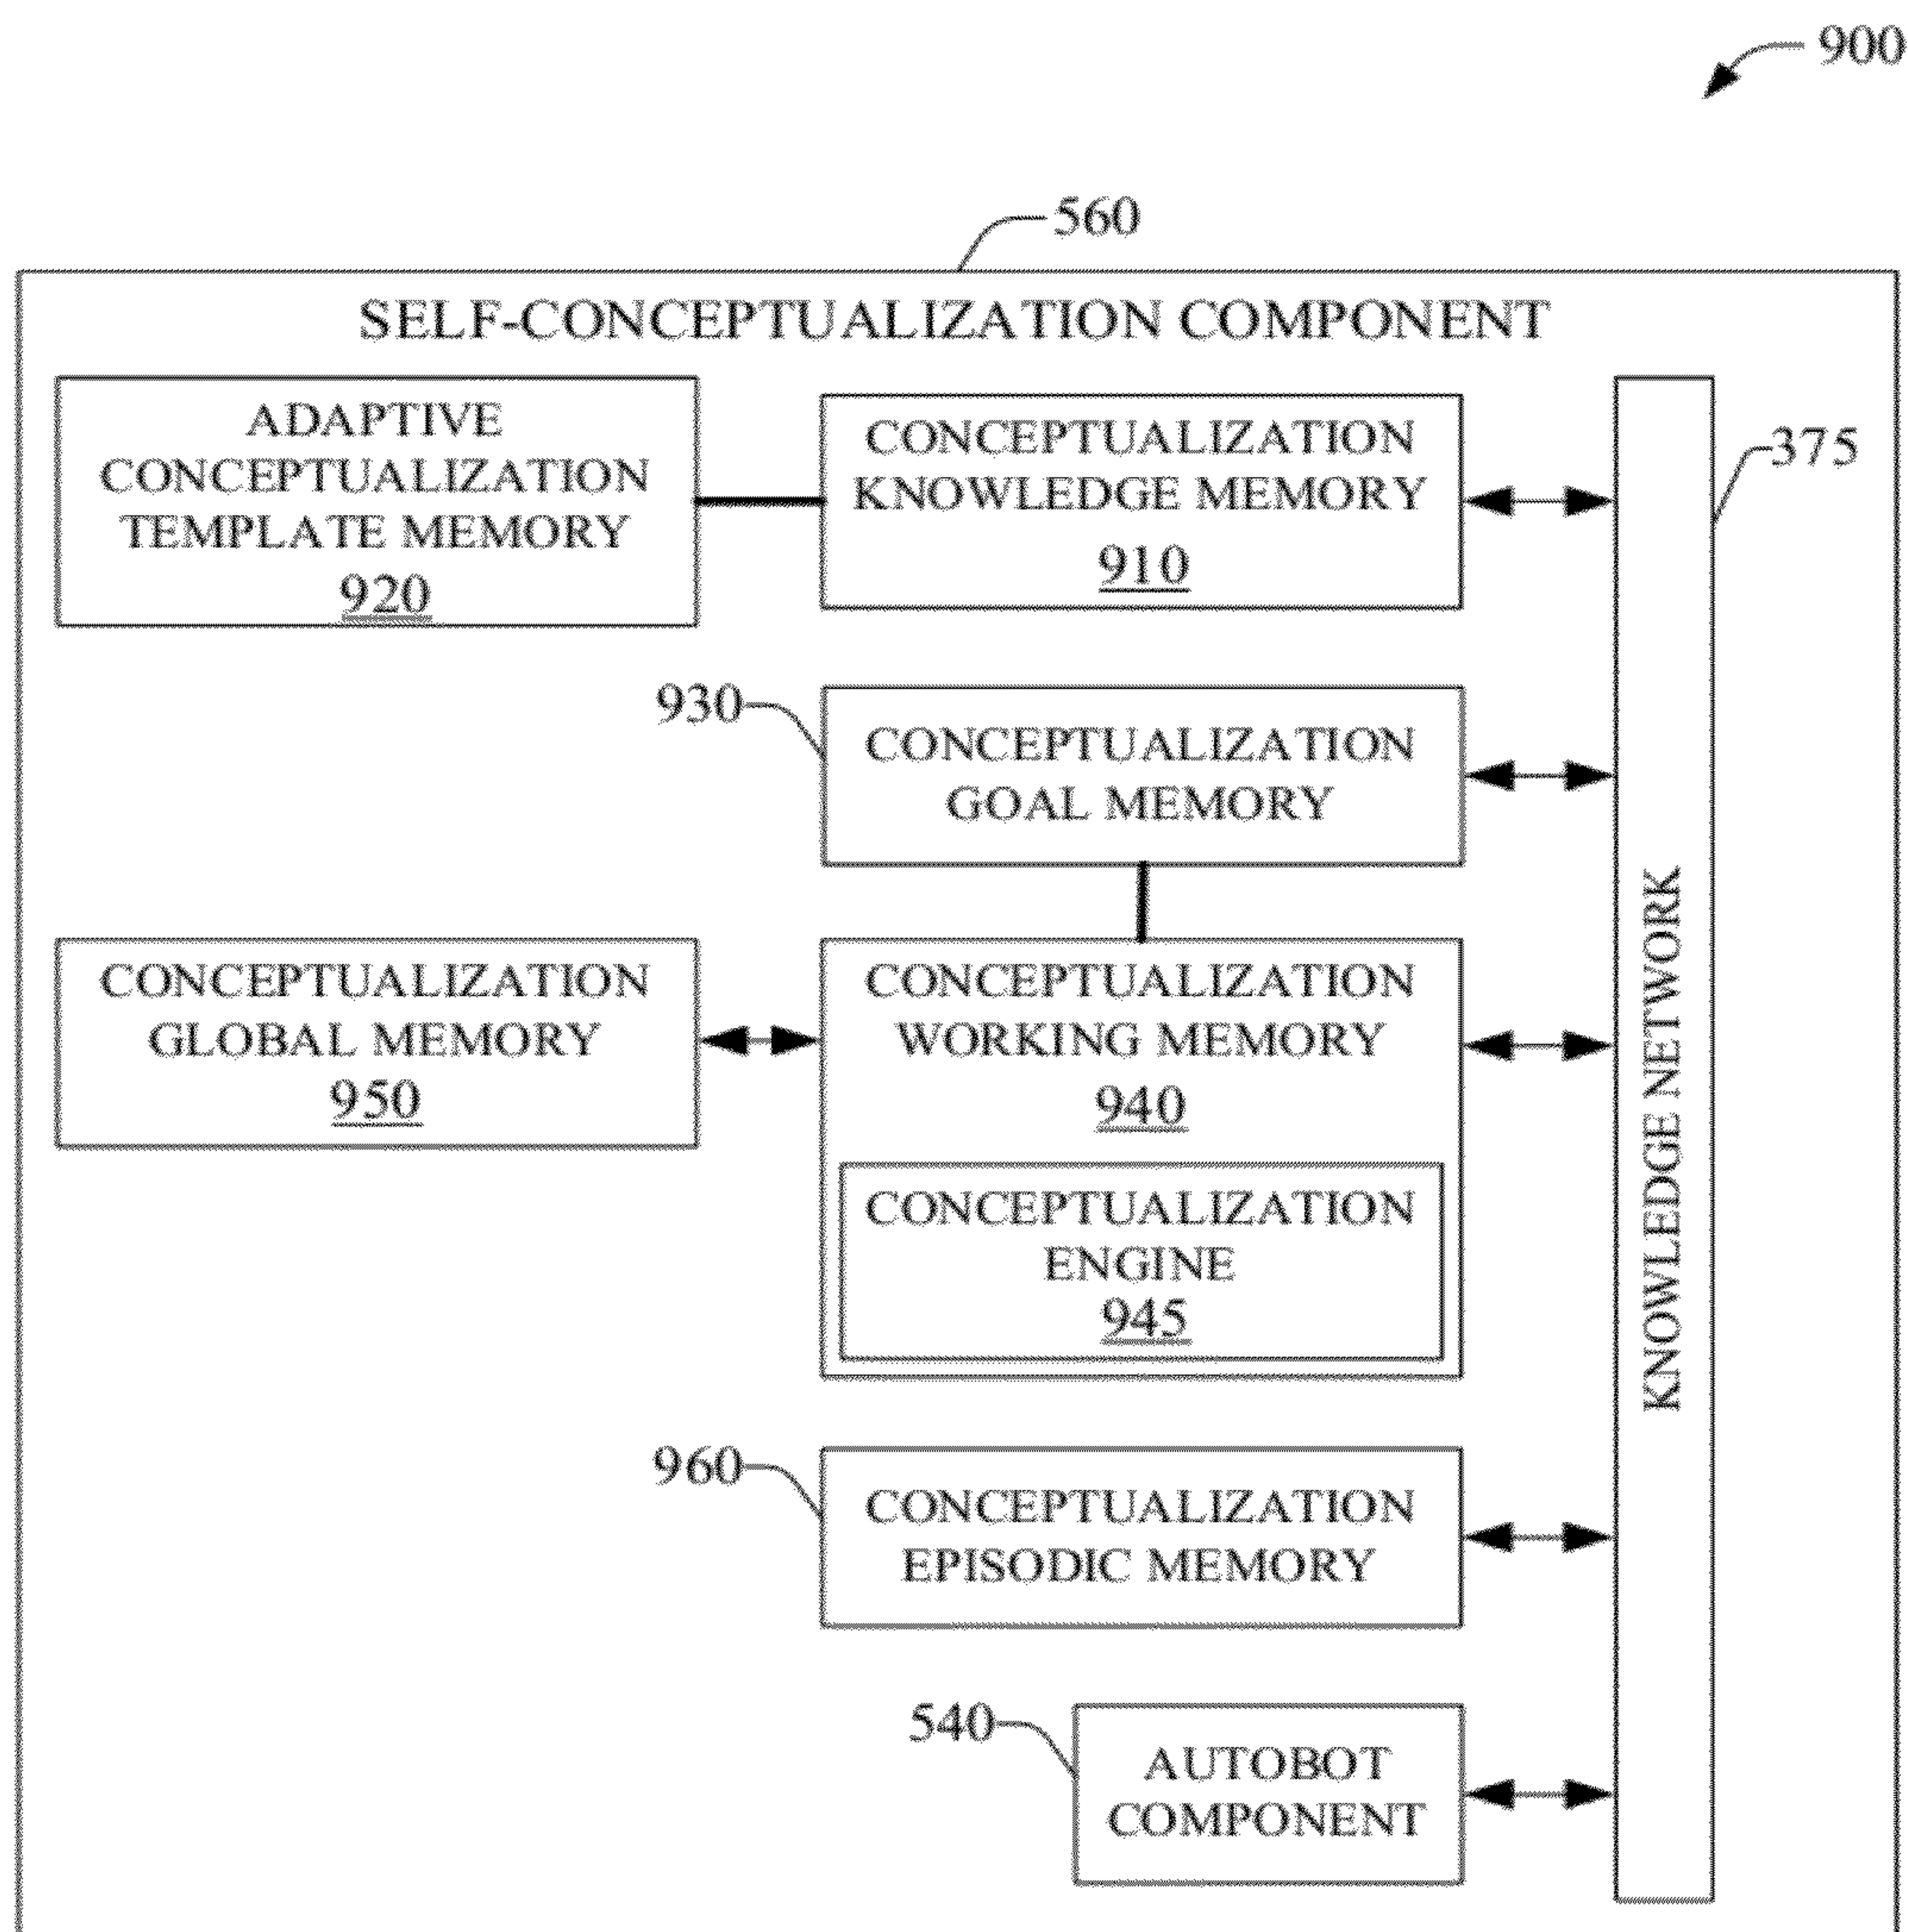 900
560
SELF-CONCEPTUALIZATION COMPONENT
ADAPTIVE
CONCEPTUALIZATION
TEMPLATE MEMORY
920
CONCEPTUALIZATION
KNOWLEDGE MEMORY
910
375
930
CONCEPTUALIZATION
GOAL MEMORY
KNOWLEDGE NETWORK
CONCEPTUALIZATION
GLOBAL MEMORY
950
CONCEPTUALIZATION
WORKING MEMORY
940
CONCEPTUALIZATION
ENGINE
945
960
CONCEPTUALIZATION
EPISODIC MEMORY
540
AUTOBOT
COMPONENT